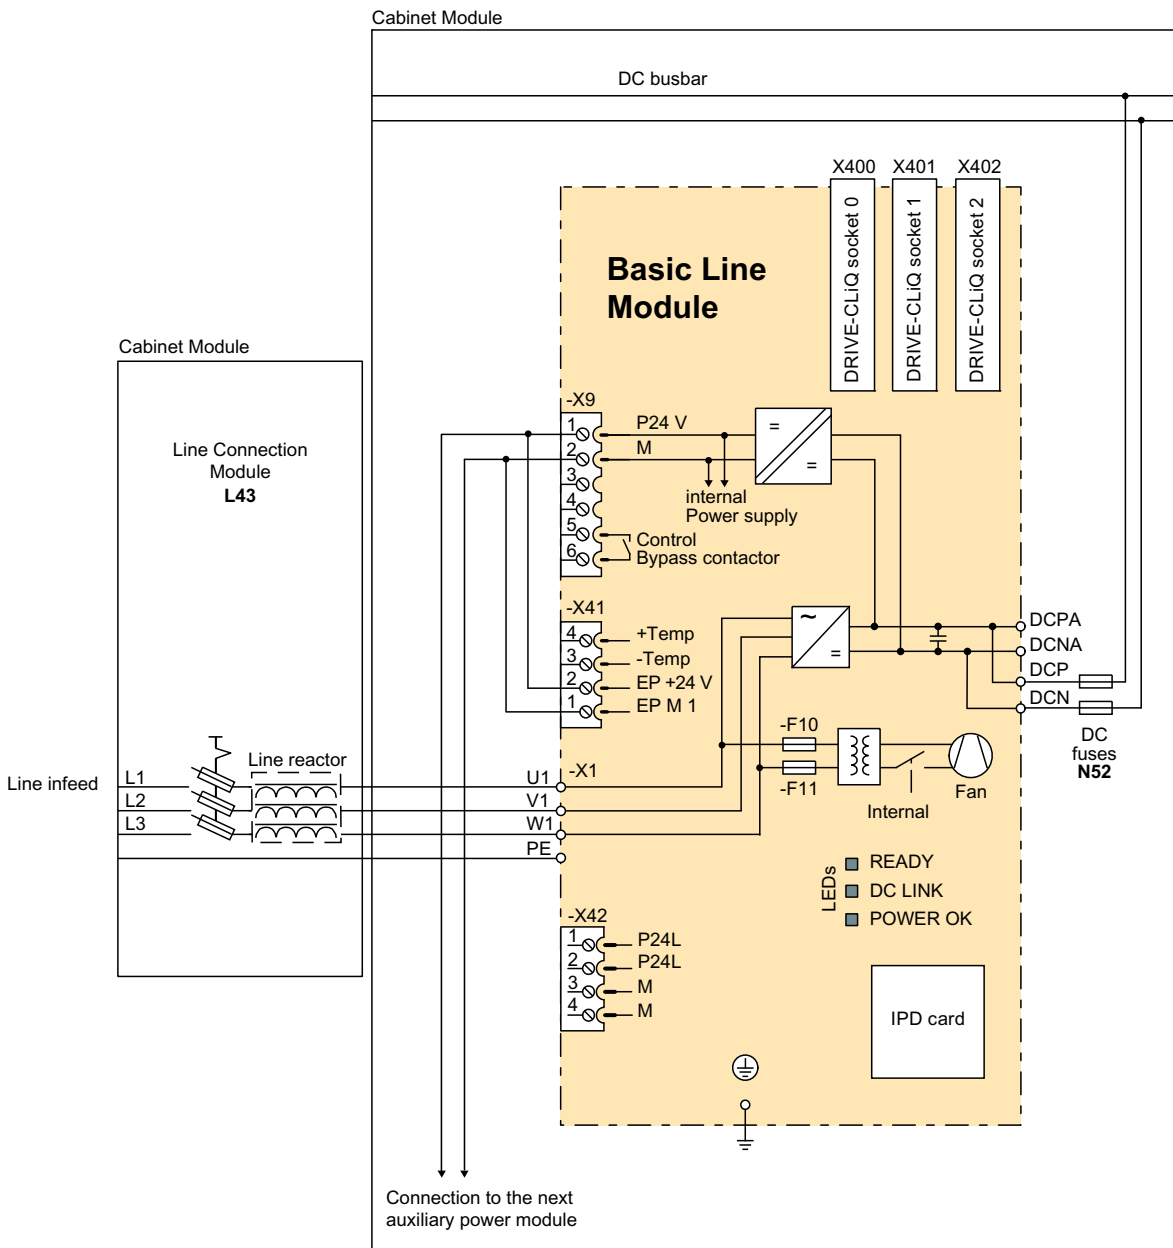 Cabinet Module
DC busbar
X400
X401
X402
DRIVE-CLiQ socket 0
DRIVE-CLiQ socket 1
DRIVE-CLiQ socket 2
Basic Line
Module
Cabinet Module
Line Connection
Module
L43
-X9
1
2
3
4
5
6
P24 V
M
=
=
internal
Power supply
Control
Bypass contactor
-X41
4
3
2
1
+Temp
-Temp
EP +24 V
EP M 1
~
=
DCPA
DCNA
DCP
DCN
DC
fuses
N52
-F10
-F11
Internal
Fan
Line infeed
L1
L2
L3
Line reactor
U1
V1
W1
PE
-X1
LEDs
READY
DC LINK
POWER OK
-X42
1
2
3
4
P24L
P24L
M
M
IPD card
Connection to the next
auxiliary power module